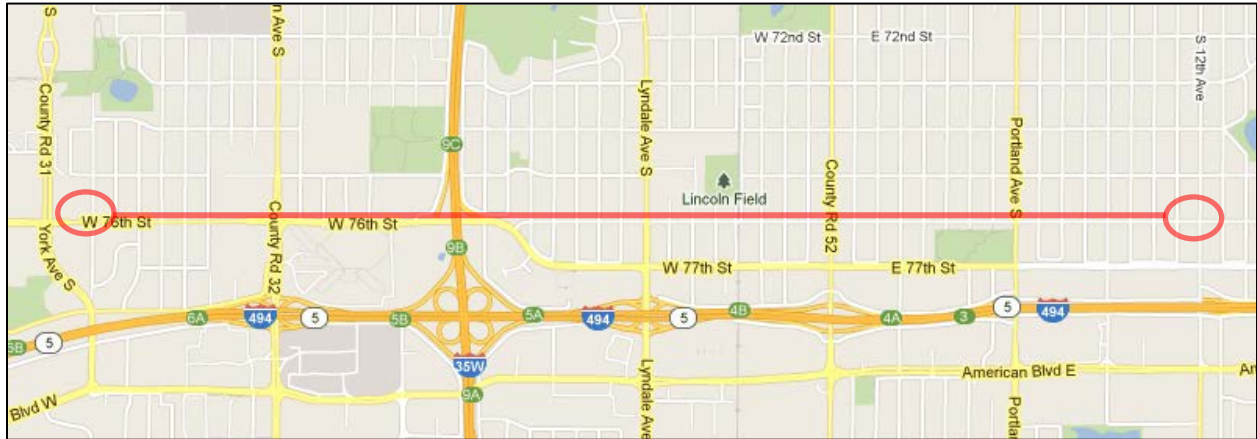 S
n Ave S
W 72nd St
E 72nd St
S 12th Ave
County Rd 31
Lyndale Ave S
Portland Ave S
9C
Lincoln Field
W 76th St
W 76th St
County Rd 32
County Rd 52
York Ave S
9B
W 77th St
E 77th St
6A
494
5
5B
5A
494
5
4B
4A
3
5
494
6B
5
35W
Lyndale Ave
American Blvd E
9A
Portl
Blvd W